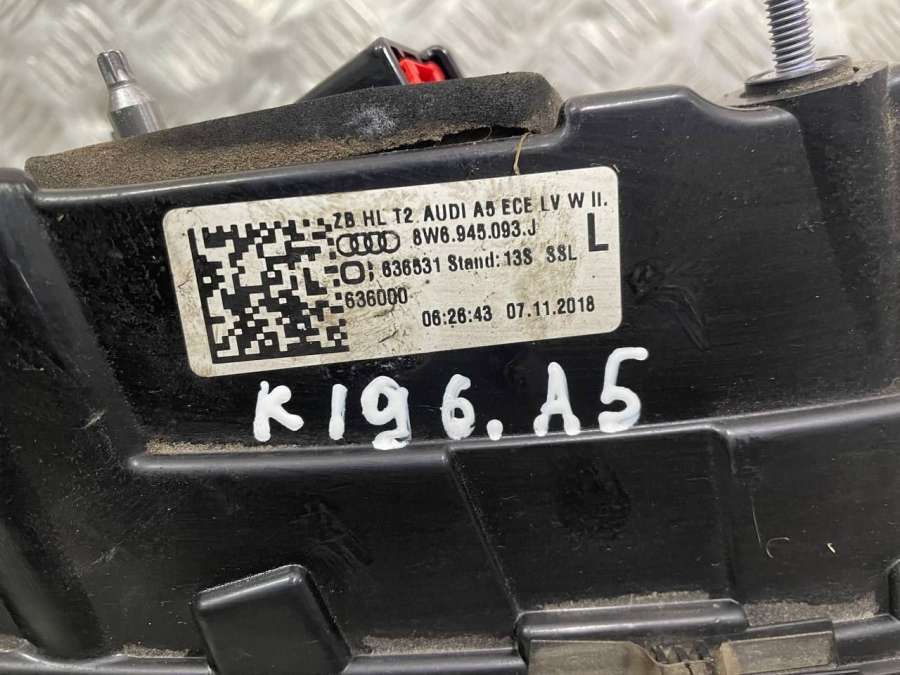 ZB HL T2 AUDI A5 ECE LV W II.
8W6.945.093.J L
636531 Stand: 13S SSL
636000
06:26:43 07.11.2018
K196.A5